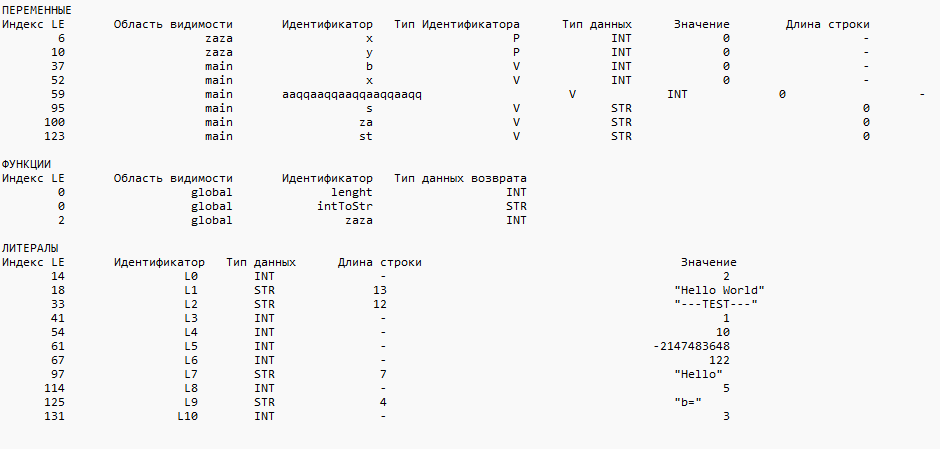 ПЕРЕМЕННЫЕ
Индекс LE Область видимости Идентификатор Тип Идентификатора Тип данных Значение Длина строки
6 zaza x P INT 0 -
10 zaza y P INT 0 -
37 main b V INT 0 -
52 main x V INT 0 -
59 main aaqqaaqqaaqqaaqqaaqq V INT 0 -
95 main s V STR 0
100 main za V STR 0
123 main st V STR 0
ФУНКЦИИ
Индекс LE Область видимости Идентификатор Тип данных возврата
0 global lenght INT
0 global intToStr STR
2 global zaza INT
ЛИТЕРАЛЫ
Индекс LE Идентификатор Тип данных Длина строки Значение
14 L0 INT - 2
18 L1 STR 13 "Hello World"
33 L2 STR 12 "---TEST---"
41 L3 INT - 1
54 L4 INT - 10
61 L5 INT - -2147483648
67 L6 INT - 122
97 L7 STR 7 "Hello"
114 L8 INT - 5
125 L9 STR 4 "b="
131 L10 INT - 3